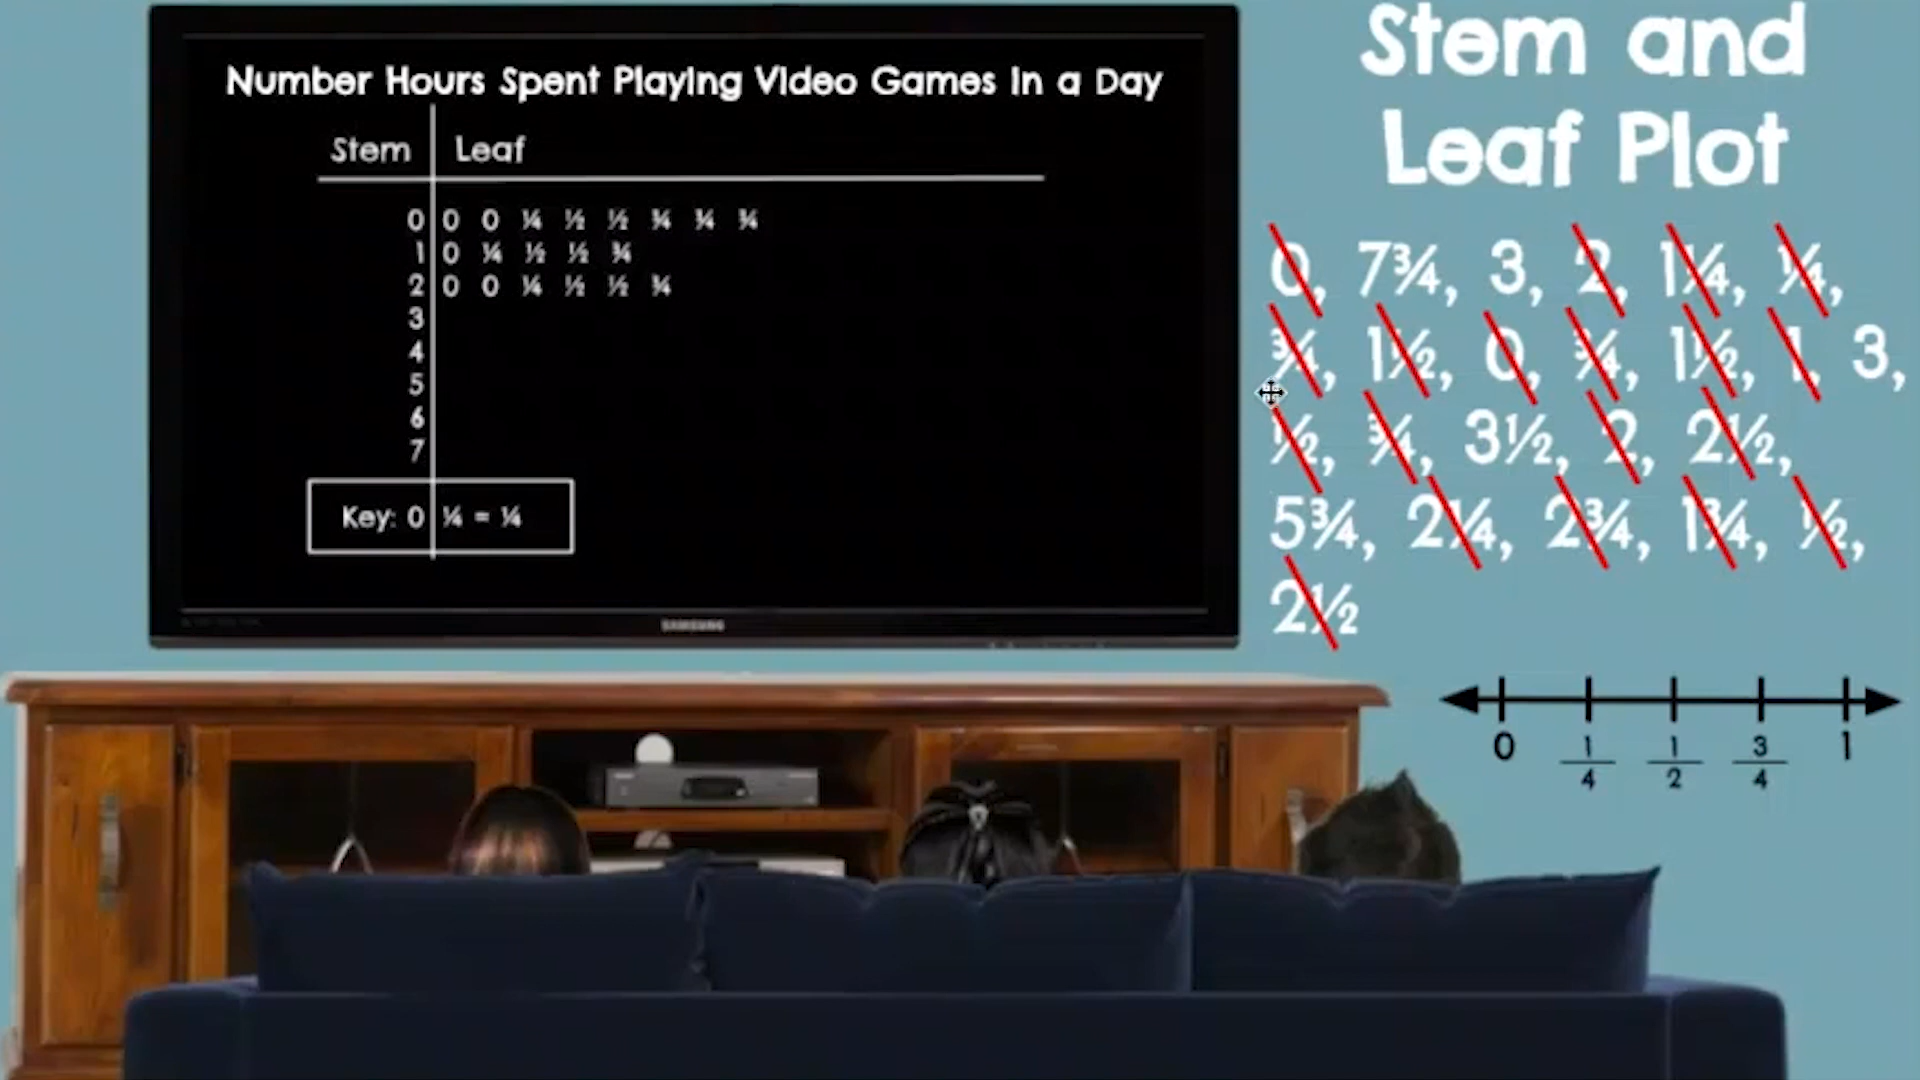 Number Hours Spent Playing Video Games in a Day
Stem Leaf
0 0 0 ¼ ½ ½ ¾ ¾ ¾
1 0 ¼ ½ ½ ¾
2 0 0 ¼ ½ ½ ¾
3
4
5
6
7
Key: 0 ¼ = ¼
SAMSUNG
Stem and
Leaf Plot
0, 7¾, 3, 2, 1¼, ¼,
¾, 1½, 0, ¾, 1½, 1, 3,
½, ¾, 3½, 2, 2½,
5¾, 2¼, 2¾, 1¾, ½,
2½
0 1/4 1/2 3/4 1